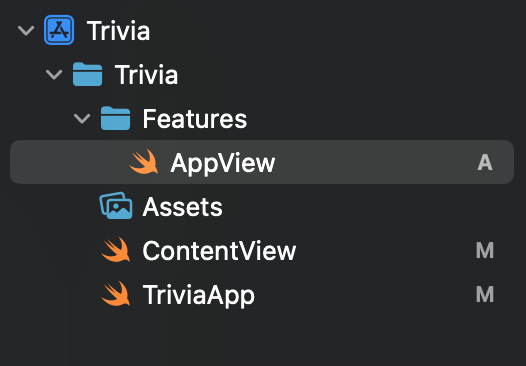 Trivia
Trivia
Features
AppView A
Assets
ContentView M
TriviaApp M